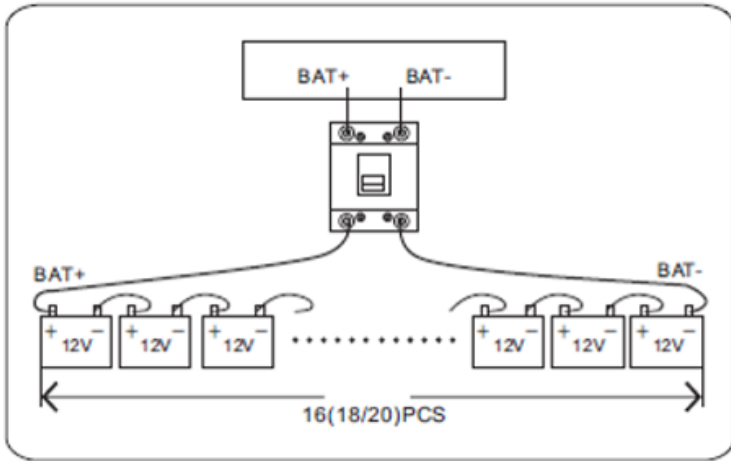 BAT+ BAT-
BAT+ BAT-
+ − + − + − + − + − + −
12V 12V 12V 12V 12V 12V
16(18/20)PCS